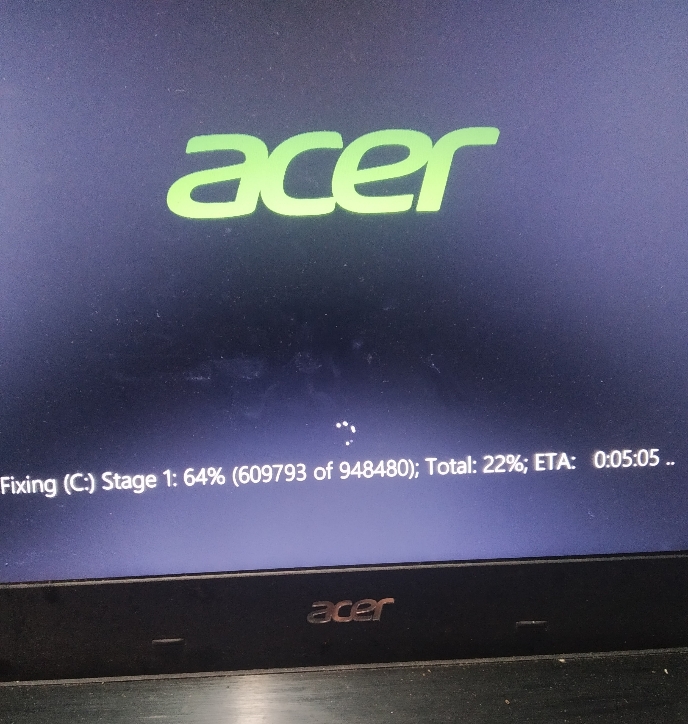 acer
Fixing (C:) Stage 1: 64% (609793 of 948480); Total: 22%; ETA:   0:05:05 ..
acer